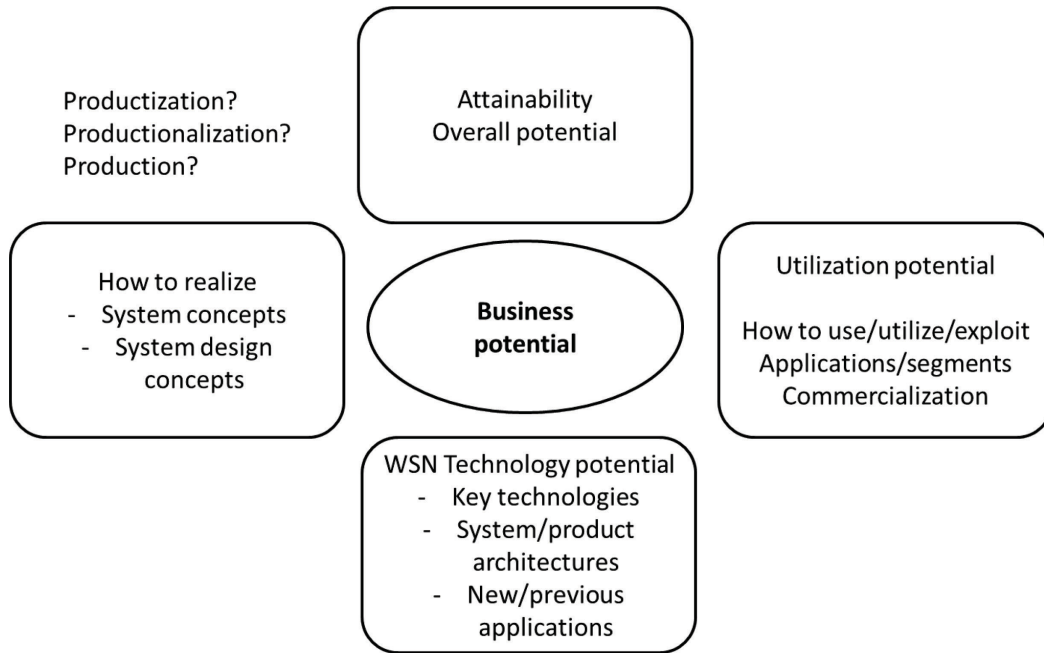 Productization?
Productionalization?
Production?
Attainability
Overall potential
How to realize
- System concepts
- System design
concepts
Business
potential
Utilization potential
How to use/utilize/exploit
Applications/segments
Commercialization
WSN Technology potential
- Key technologies
- System/product
architectures
- New/previous
applications